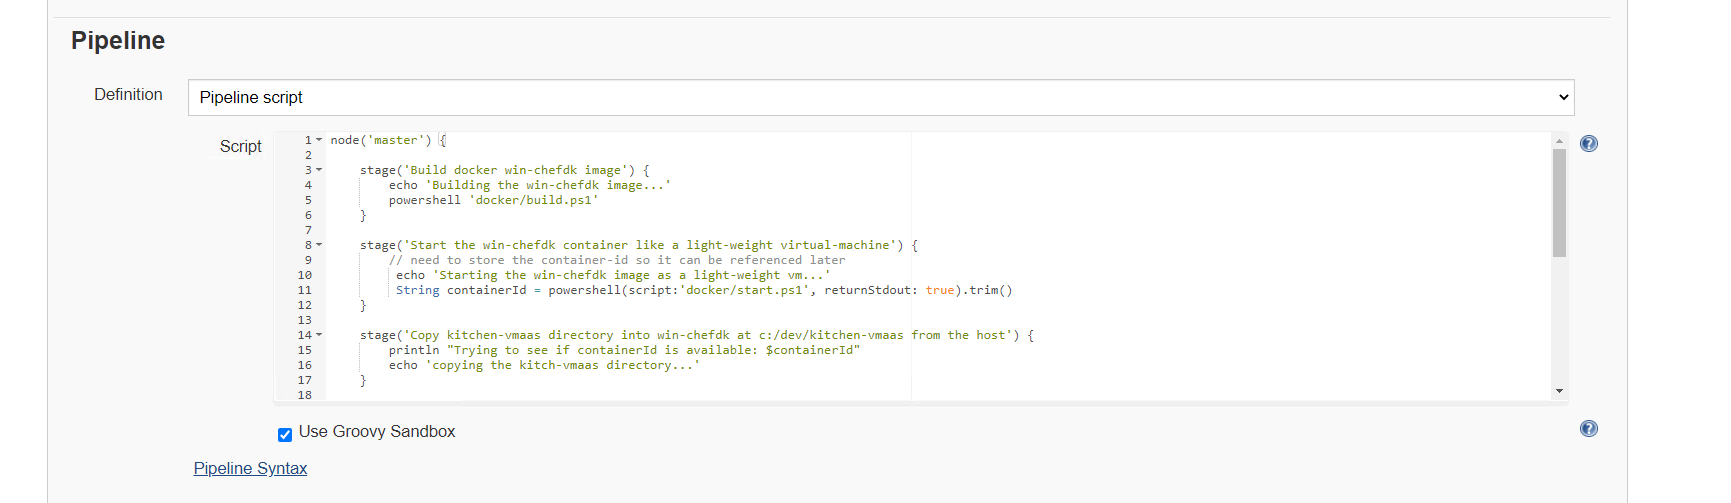 Pipeline
Definition
Pipeline script
Script
1 node('master') {
2
3     stage('Build docker win-chefdk image') {
4         echo 'Building the win-chefdk image...'
5         powershell 'docker/build.ps1'
6     }
7
8     stage('Start the win-chefdk container like a light-weight virtual-machine') {
9         // need to store the container-id so it can be referenced later
10         echo 'Starting the win-chefdk image as a light-weight vm...'
11         String containerId = powershell(script:'docker/start.ps1', returnStdout: true).trim()
12     }
13
14     stage('Copy kitchen-vmaas directory into win-chefdk at c:/dev/kitchen-vmaas from the host') {
15         println "Trying to see if containerId is available: $containerId"
16         echo 'copying the kitch-vmaas directory...'
17     }
18
Use Groovy Sandbox
Pipeline Syntax